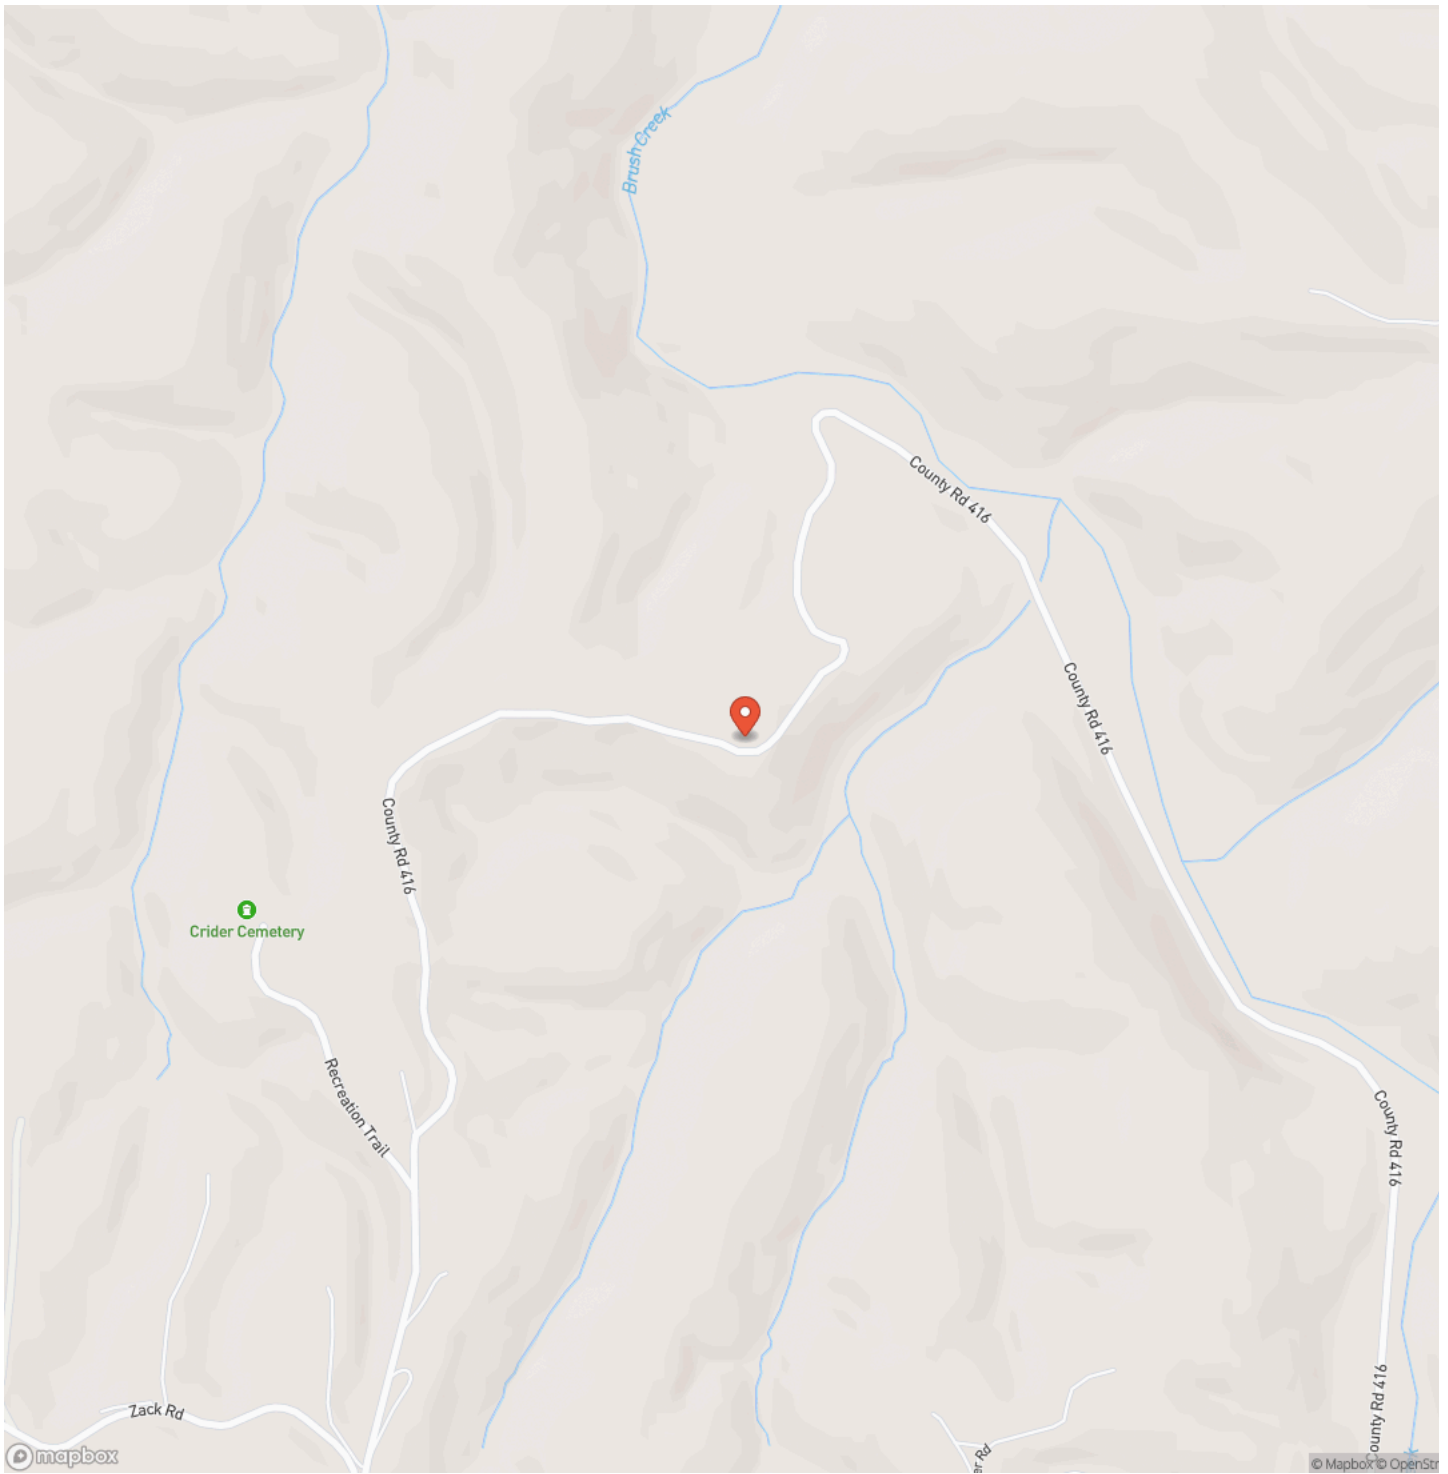 Brush Creek
County Rd 416
County Rd 416
County Rd 416
Crider Cemetery
Recreation Trail
County Rd 416
County Rd 416
Zack Rd
mapbox
© Mapbox © OpenStr